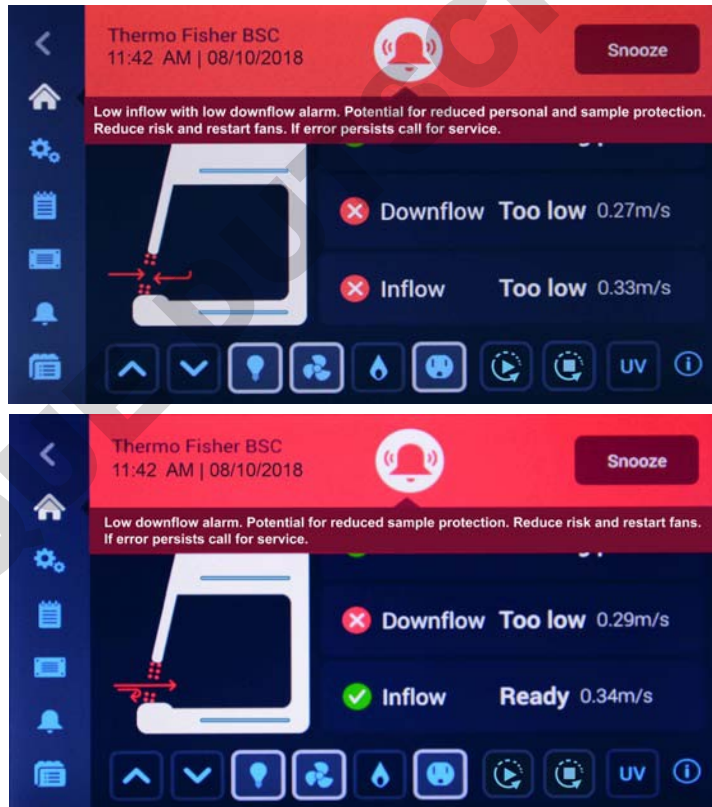 Thermo Fisher BSC
11:42 AM | 08/10/2018
Snooze
Low inflow with low downflow alarm. Potential for reduced personal and sample protection.
Reduce risk and restart fans. If error persists call for service.
Downflow Too low 0.27m/s
Inflow Too low 0.33m/s
UV
Thermo Fisher BSC
11:42 AM | 08/10/2018
Snooze
Low downflow alarm. Potential for reduced sample protection. Reduce risk and restart fans.
If error persists call for service.
Downflow Too low 0.29m/s
Inflow Ready 0.34m/s
UV